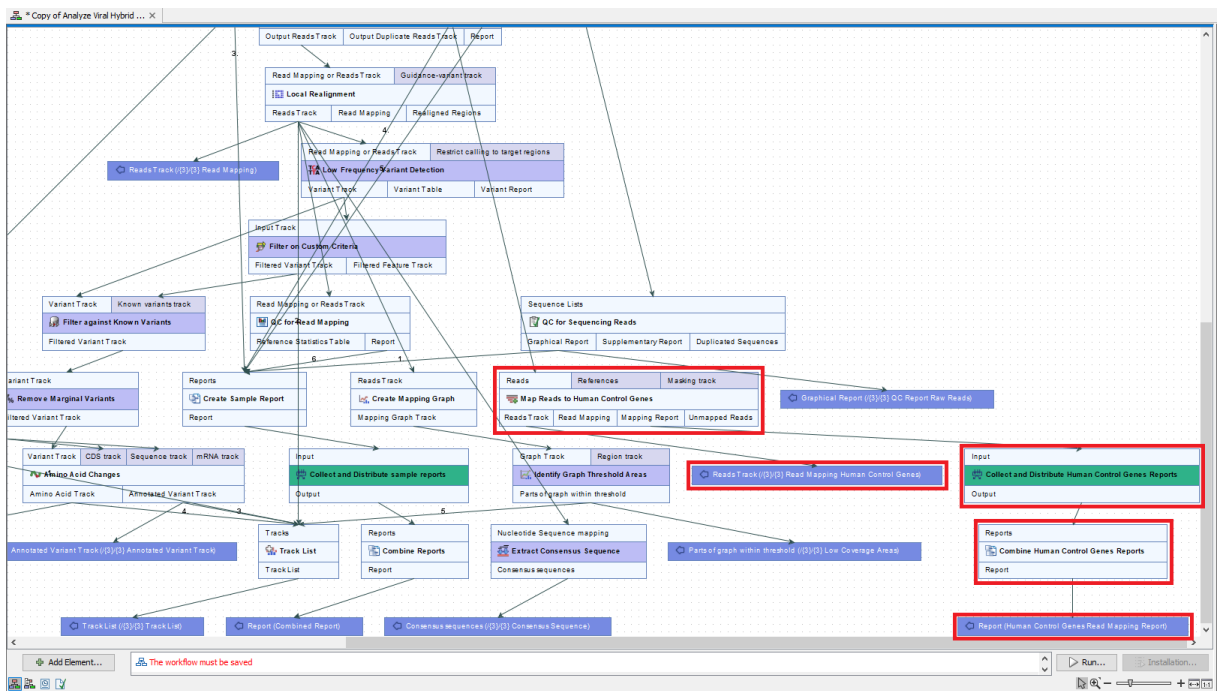 * Copy of Analyze Viral Hybrid ... ×
Output Reads Track Output Duplicate Reads Track Report
3.
Read Mapping or Reads Track Guidance-variant track
Local Realignment
Reads Track Read Mapping Realigned Regions
4.
Read Mapping or Reads Track Restrict calling to target regions
Reads Track (/{3}/{3} Read Mapping)
Low Frequency Variant Detection
Variant Track Variant Table Variant Report
Input Track
Filter on Custom Criteria
Filtered Variant Track Filtered Feature Track
Variant Track Known variants track
Read Mapping or Reads Track
Sequence Lists
Filter against Known Variants
QC for Read Mapping
QC for Sequencing Reads
Filtered Variant Track
Reference Statistics Table Report
Graphical Report Supplementary Report Duplicated Sequences
6 1.
ariant Track
Reports
Reads Track
Reads References Masking track
Remove Marginal Variants
Create Sample Report
Create Mapping Graph
Map Reads to Human Control Genes
Graphical Report (/{3}/{3} QC Report Raw Reads)
ltered Variant Track
Report
Mapping Graph Track
Reads Track Read Mapping Mapping Report Unmapped Reads
Variant Track CDS track Sequence track mRNA track
Input
Graph Track Region track
Input
Amino Acid Changes
Collect and Distribute sample reports
Identify Graph Threshold Areas
Reads Track (/{3}/{3} Read Mapping Human Control Genes)
Collect and Distribute Human Control Genes Reports
Amino Acid Track Annotated Variant Track
Output
Parts of graph within threshold
Output
4. 3. 5
Tracks
Reports
Nucleotide Sequence mapping
Reports
Annotated Variant Track (/{3}/{3} Annotated Variant Track)
Track List
Combine Reports
Extract Consensus Sequence
Parts of graph within threshold (/{3}/{3} Low Coverage Areas)
Combine Human Control Genes Reports
Track List
Report
Consensus sequences
Report
Track List (/{3}/{3} Track List)
Report (Combined Report)
Consensus sequences (/{3}/{3} Consensus Sequence)
Report (Human Control Genes Read Mapping Report)
Add Element...
The workflow must be saved
Run...
Installation...